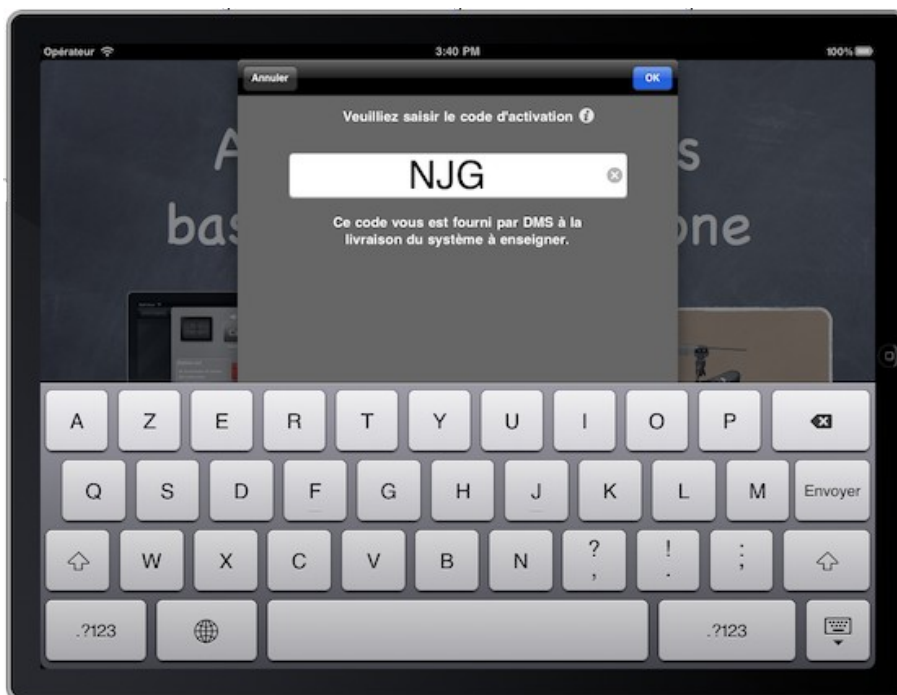 Opérateur
3:40 PM
100%
Annuler
OK
Veuilliez saisir le code d'activation
NJG
Ce code vous est fourni par DMS à la
livraison du système à enseigner.
A
s
bas
one
A Z E R T Y U I O P
Q S D F G H J K L M Envoyer
W X C V B N ? , ! . : ;
.?123 .?123